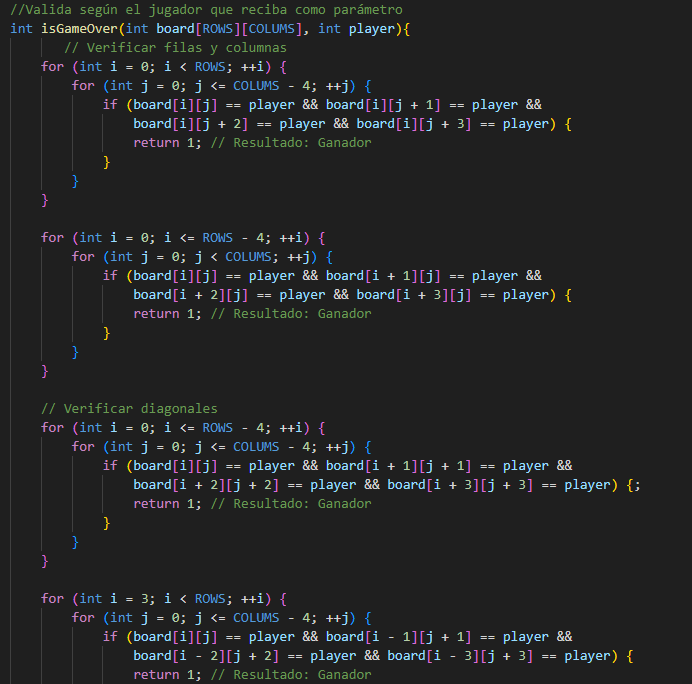 //Valida según el jugador que reciba como parámetro
int isGameOver(int board[ROWS][COLUMS], int player){
// Verificar filas y columnas
for (int i = 0; i < ROWS; ++i) {
for (int j = 0; j <= COLUMS - 4; ++j) {
if (board[i][j] == player && board[i][j + 1] == player &&
board[i][j + 2] == player && board[i][j + 3] == player) {
return 1; // Resultado: Ganador
}
}
}
for (int i = 0; i <= ROWS - 4; ++i) {
for (int j = 0; j < COLUMS; ++j) {
if (board[i][j] == player && board[i + 1][j] == player &&
board[i + 2][j] == player && board[i + 3][j] == player) {
return 1; // Resultado: Ganador
}
}
}
// Verificar diagonales
for (int i = 0; i <= ROWS - 4; ++i) {
for (int j = 0; j <= COLUMS - 4; ++j) {
if (board[i][j] == player && board[i + 1][j + 1] == player &&
board[i + 2][j + 2] == player && board[i + 3][j + 3] == player) {;
return 1; // Resultado: Ganador
}
}
}
for (int i = 3; i < ROWS; ++i) {
for (int j = 0; j <= COLUMS - 4; ++j) {
if (board[i][j] == player && board[i - 1][j + 1] == player &&
board[i - 2][j + 2] == player && board[i - 3][j + 3] == player) {
return 1; // Resultado: Ganador